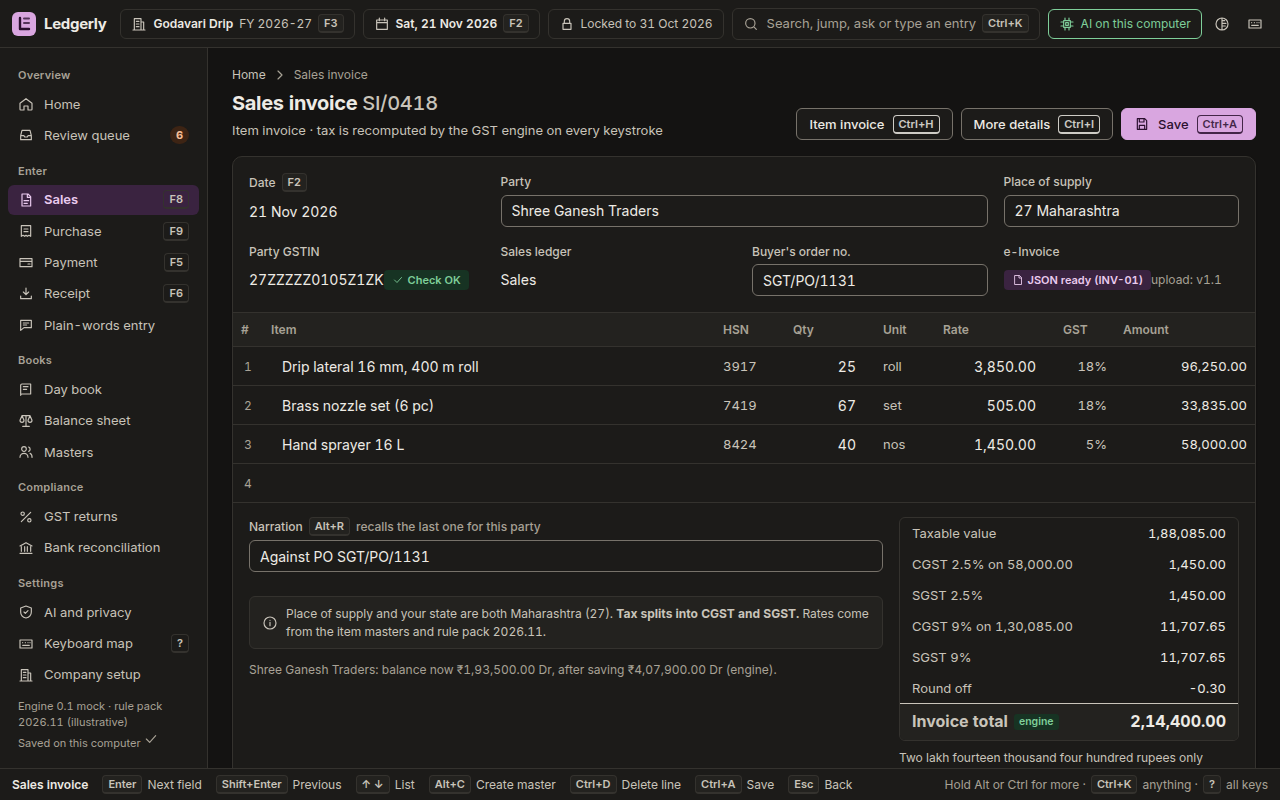 Ledgerly Godavari Drip FY 2026-27 F3 Sat, 21 Nov 2026 F2 Locked to 31 Oct 2026 Search, jump, ask or type an entry Ctrl+K AI on this computer
Overview
Home
Review queue 6
Enter
Sales F8
Purchase F9
Payment F5
Receipt F6
Plain-words entry
Books
Day book
Balance sheet
Masters
Compliance
GST returns
Bank reconciliation
Settings
AI and privacy
Keyboard map ?
Company setup
Engine 0.1 mock · rule pack
2026.11 (illustrative)
Saved on this computer
Home > Sales invoice
Sales invoice SI/0418
Item invoice · tax is recomputed by the GST engine on every keystroke
Item invoice Ctrl+H More details Ctrl+I Save Ctrl+A
Date F2 Party Place of supply
21 Nov 2026 Shree Ganesh Traders 27 Maharashtra
Party GSTIN Sales ledger Buyer's order no. e-Invoice
27ZZZZZ0105Z1ZK Check OK Sales SGT/PO/1131 JSON ready (INV-01) upload: v1.1
# Item HSN Qty Unit Rate GST Amount
1 Drip lateral 16 mm, 400 m roll 3917 25 roll 3,850.00 18% 96,250.00
2 Brass nozzle set (6 pc) 7419 67 set 505.00 18% 33,835.00
3 Hand sprayer 16 L 8424 40 nos 1,450.00 5% 58,000.00
4
Narration Alt+R recalls the last one for this party
Against PO SGT/PO/1131
Place of supply and your state are both Maharashtra (27). Tax splits into CGST and SGST. Rates come
from the item masters and rule pack 2026.11.
Shree Ganesh Traders: balance now ₹1,93,500.00 Dr, after saving ₹4,07,900.00 Dr (engine).
Taxable value 1,88,085.00
CGST 2.5% on 58,000.00 1,450.00
SGST 2.5% 1,450.00
CGST 9% on 1,30,085.00 11,707.65
SGST 9% 11,707.65
Round off -0.30
Invoice total engine 2,14,400.00
Two lakh fourteen thousand four hundred rupees only
Sales invoice Enter Next field Shift+Enter Previous ↑↓ List Alt+C Create master Ctrl+D Delete line Ctrl+A Save Esc Back Hold Alt or Ctrl for more · Ctrl+K anything · ? all keys